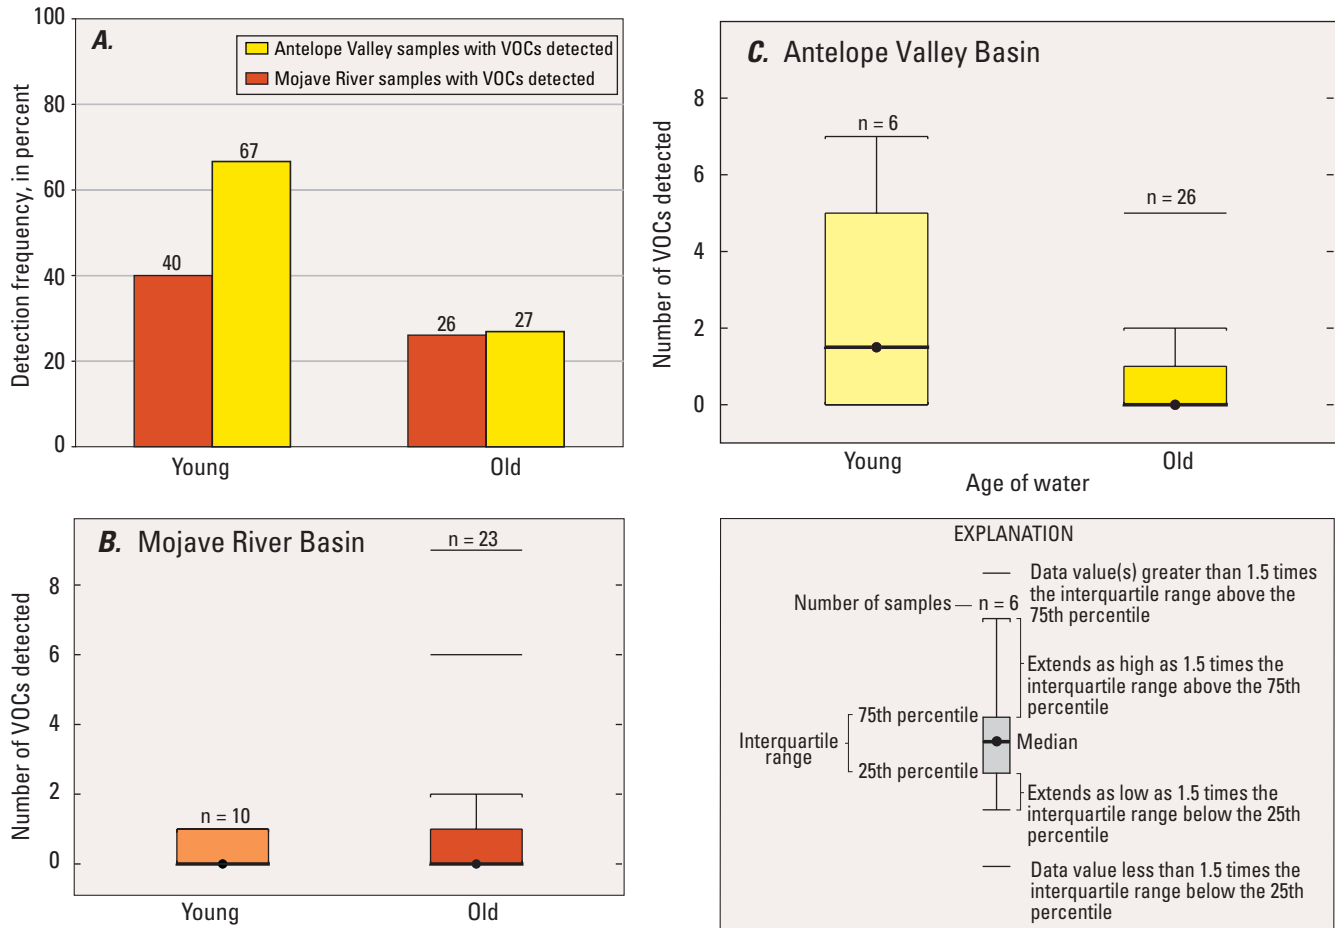 A.
Antelope Valley samples with VOCs detected
Mojave River samples with VOCs detected
Detection frequency, in percent
100
80
60
40
20
0
40
67
26
27
Young
Old
C. Antelope Valley Basin
Number of VOCs detected
8
6
4
2
0
n = 6
n = 26
Young
Old
Age of water
B. Mojave River Basin
Number of VOCs detected
8
6
4
2
0
n = 10
n = 23
Young
Old
EXPLANATION
Data value(s) greater than 1.5 times
the interquartile range above the
75th percentile
Number of samples
n = 6
Extends as high as 1.5 times the
interquartile range above the 75th
percentile
75th percentile
Interquartile
range
Median
25th percentile
Extends as low as 1.5 times the
interquartile range below the 25th
percentile
Data value less than 1.5 times the
interquartile range below the 25th
percentile